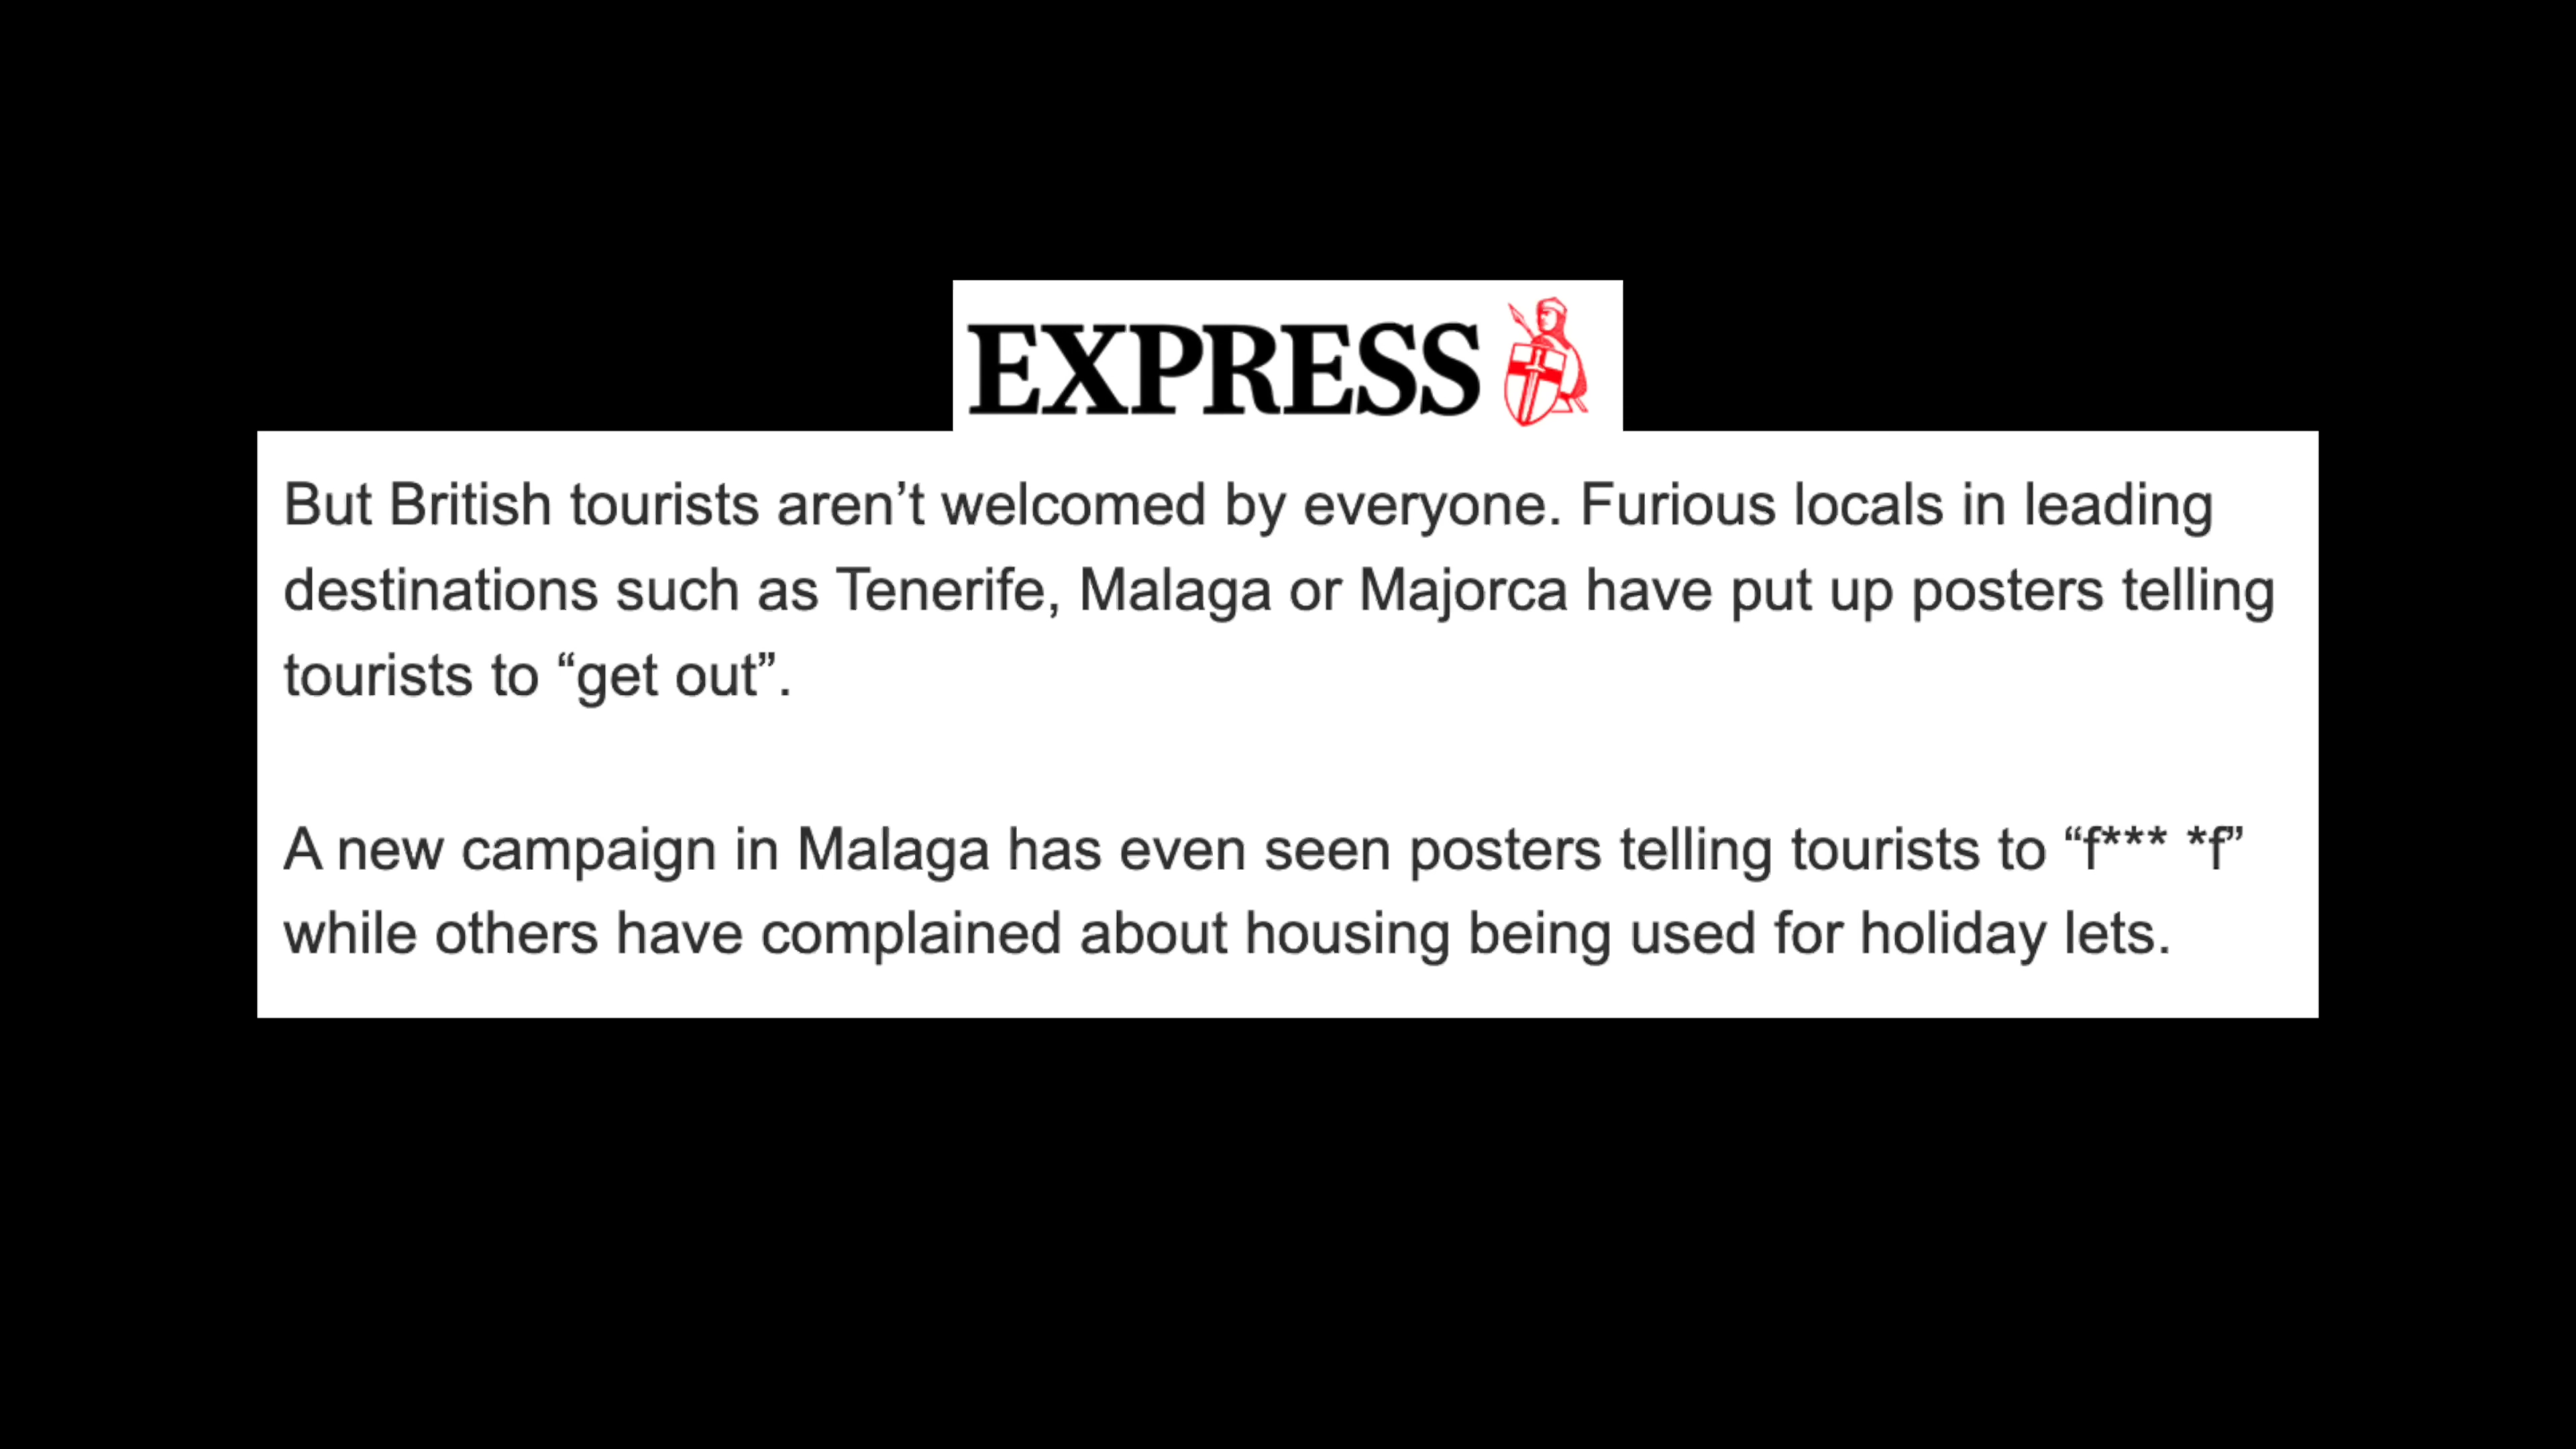 EXPRESS
But British tourists aren’t welcomed by everyone. Furious locals in leading
destinations such as Tenerife, Malaga or Majorca have put up posters telling
tourists to “get out”.
A new campaign in Malaga has even seen posters telling tourists to “f*** *f”
while others have complained about housing being used for holiday lets.